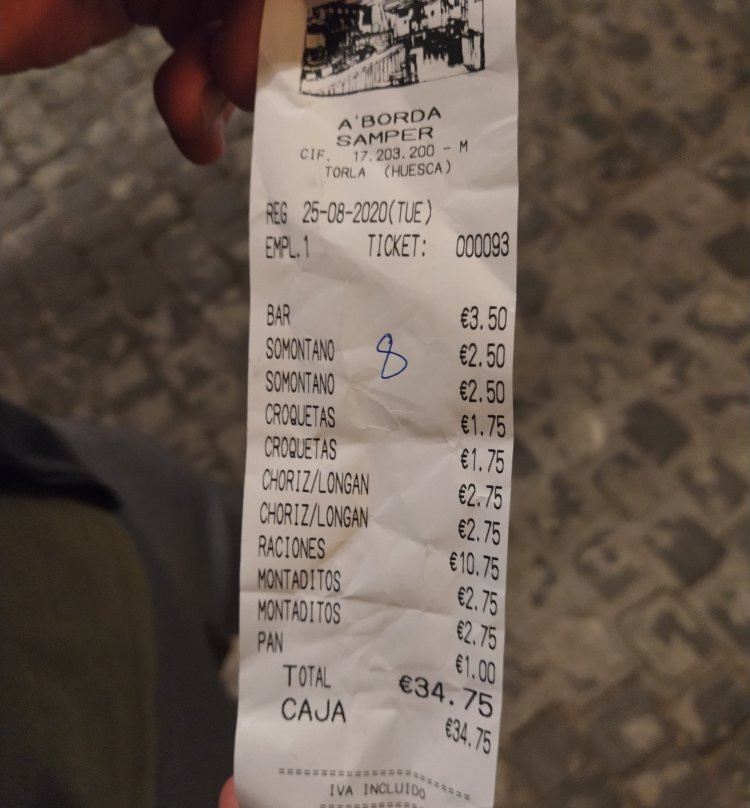 A'BORDA
SAMPER
CIF. 17.203.200 - M
TORLA (HUESCA)
REG 25-08-2020(TUE)
EMPL.1 TICKET: 000093
BAR €3.50
SOMONTANO €2.50
8
SOMONTANO €2.50
CROQUETAS €1.75
CROQUETAS €1.75
CHORIZ/LONGAN €2.75
CHORIZ/LONGAN €2.75
RACIONES €10.75
MONTADITOS €2.75
MONTADITOS €2.75
PAN €1.00
TOTAL €34.75
CAJA €34.75
IVA INCLUIDO